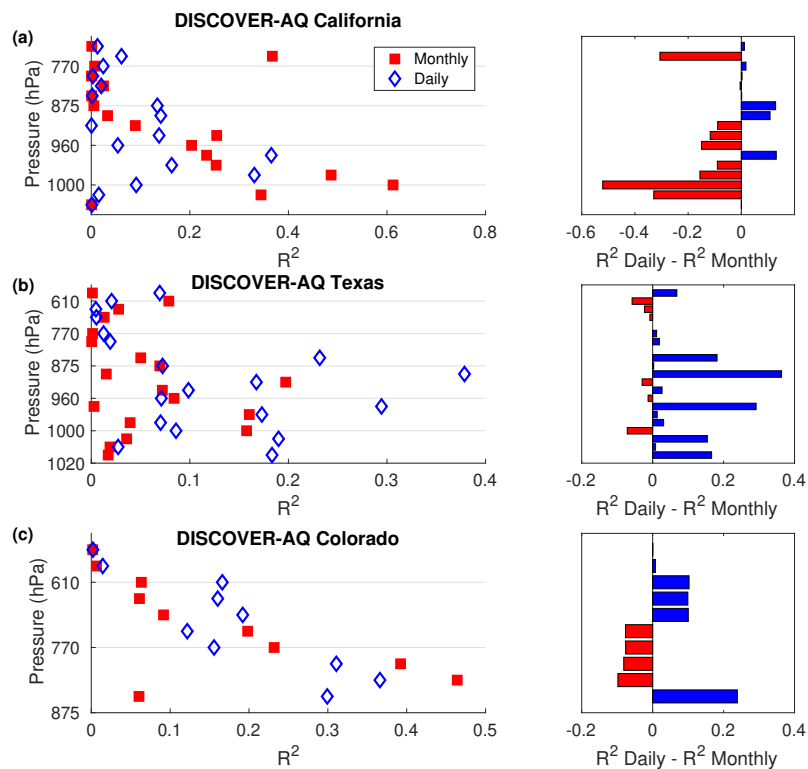 DISCOVER-AQ California
(a)
Monthly
Daily
770
875
960
1000
Pressure (hPa)
0 0.2 0.4 0.6 0.8
R²
-0.6 -0.4 -0.2 0
R² Daily - R² Monthly
(b)
DISCOVER-AQ Texas
610
770
875
960
1000
1020
Pressure (hPa)
0 0.1 0.2 0.3 0.4
R²
-0.2 0 0.2 0.4
R² Daily - R² Monthly
(c)
DISCOVER-AQ Colorado
610
770
875
Pressure (hPa)
0 0.1 0.2 0.3 0.4 0.5
R²
-0.2 0 0.2 0.4
R² Daily - R² Monthly